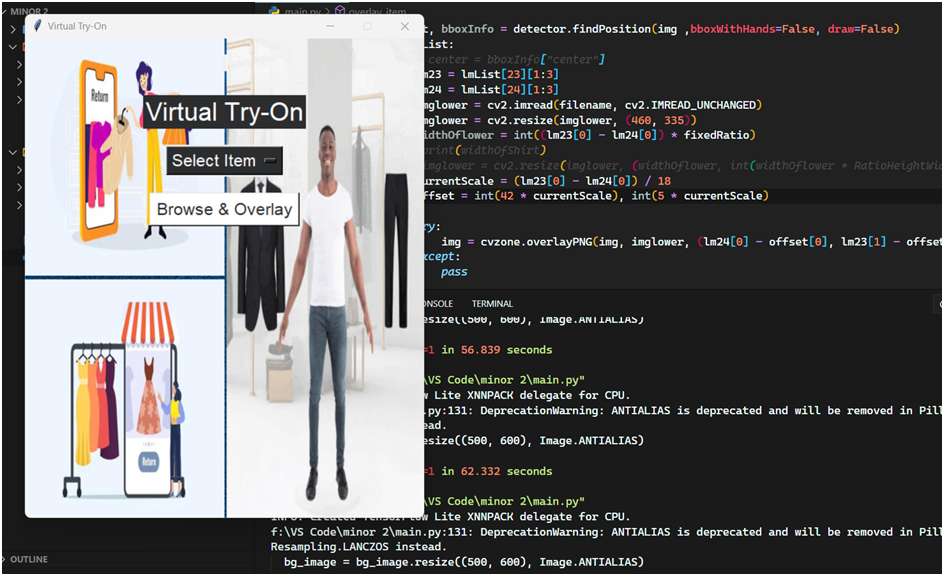 MINOR 2
main.py > overlay_item
Virtual Try-On
Return
Virtual Try-On
Select Item
Browse & Overlay
Return
t, bboxInfo = detector.findPosition(img ,bboxWithHands=False, draw=False)
List:
center = bboxInfo["center"]
m23 = lmList[23][1:3]
m24 = lmList[24][1:3]
mglower = cv2.imread(filename, cv2.IMREAD_UNCHANGED)
mglower = cv2.resize(imglower, (460, 335))
idthOflower = int((lm23[0] - lm24[0]) * fixedRatio)
print(widthOfShirt)
imglower = cv2.resize(imglower, (widthOflower, int(widthOflower * RatioHeightWid
urrentScale = (lm23[0] - lm24[0]) / 18
ffset = int(42 * currentScale), int(5 * currentScale)
ry:
img = cvzone.overlayPNG(img, imglower, (lm24[0] - offset[0], lm23[1] - offse
xcept:
pass
ONSOLE TERMINAL
esize((500, 600), Image.ANTIALIAS)
=1 in 56.839 seconds
\VS Code\minor 2\main.py"
w Lite XNNPACK delegate for CPU.
.py:131: DeprecationWarning: ANTIALIAS is deprecated and will be removed in Pill
ead.
esize((500, 600), Image.ANTIALIAS)
=1 in 62.332 seconds
\VS Code\minor 2\main.py"
INFO: Created TensorFlow Lite XNNPACK delegate for CPU.
f:\VS Code\minor 2\main.py:131: DeprecationWarning: ANTIALIAS is deprecated and will be removed in Pill
Resampling.LANCZOS instead.
bg_image = bg_image.resize((500, 600), Image.ANTIALIAS)
OUTLINE